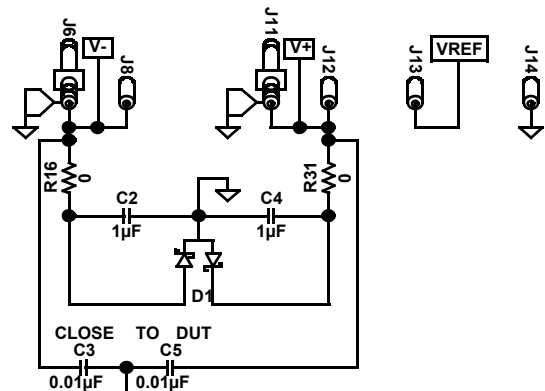 J6
V-
J8
J11
V+
J12
J13
VREF
J14
R16
0
R31
0
C2
1µF
C4
1µF
D1
CLOSE TO DUT
C3
0.01µF
C5
0.01µF